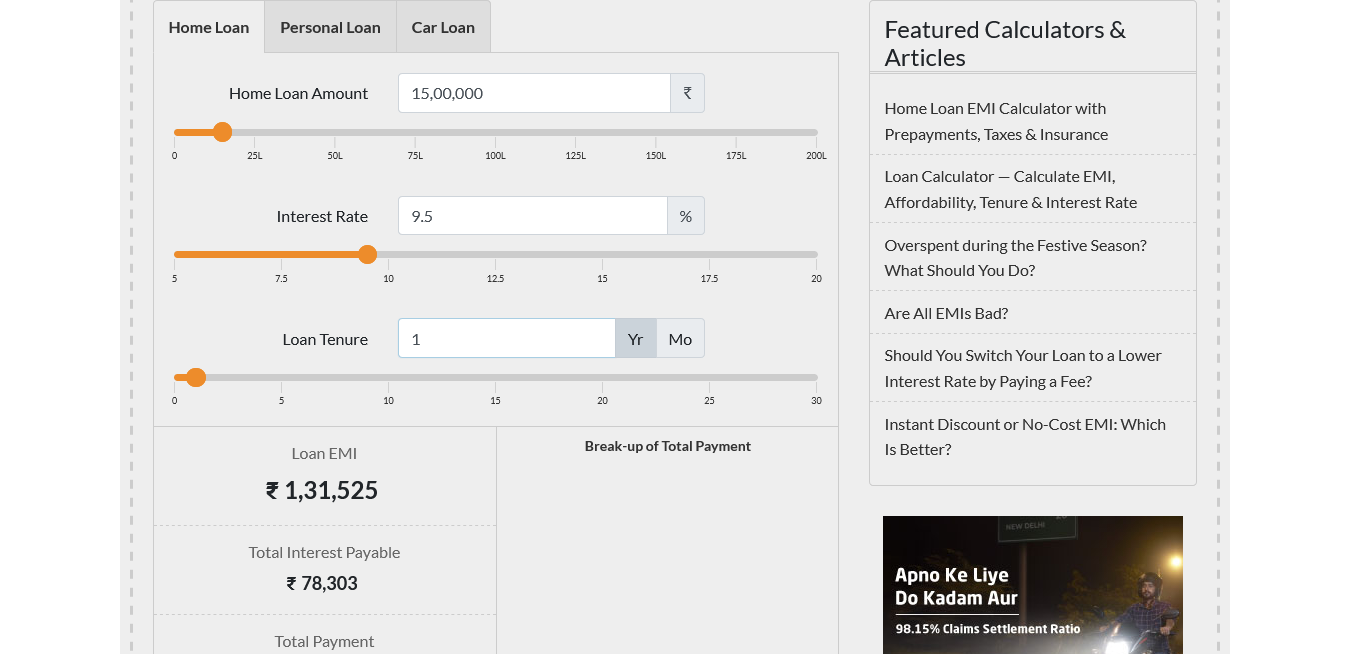 Home Loan
Personal Loan
Car Loan
Home Loan Amount
15,00,000
₹
0
25L
50L
75L
100L
125L
150L
175L
200L
Interest Rate
9.5
%
5
7.5
10
12.5
15
17.5
20
Loan Tenure
1
Yr
Mo
0
5
10
15
20
25
30
Loan EMI
₹ 1,31,525
Total Interest Payable
₹ 78,303
Total Payment
Break-up of Total Payment
Featured Calculators &
Articles
Home Loan EMI Calculator with
Prepayments, Taxes & Insurance
Loan Calculator — Calculate EMI,
Affordability, Tenure & Interest Rate
Overspent during the Festive Season?
What Should You Do?
Are All EMIs Bad?
Should You Switch Your Loan to a Lower
Interest Rate by Paying a Fee?
Instant Discount or No-Cost EMI: Which
Is Better?
NEW DELHI
Apno Ke Liye
Do Kadam Aur
98.15% Claims Settlement Ratio